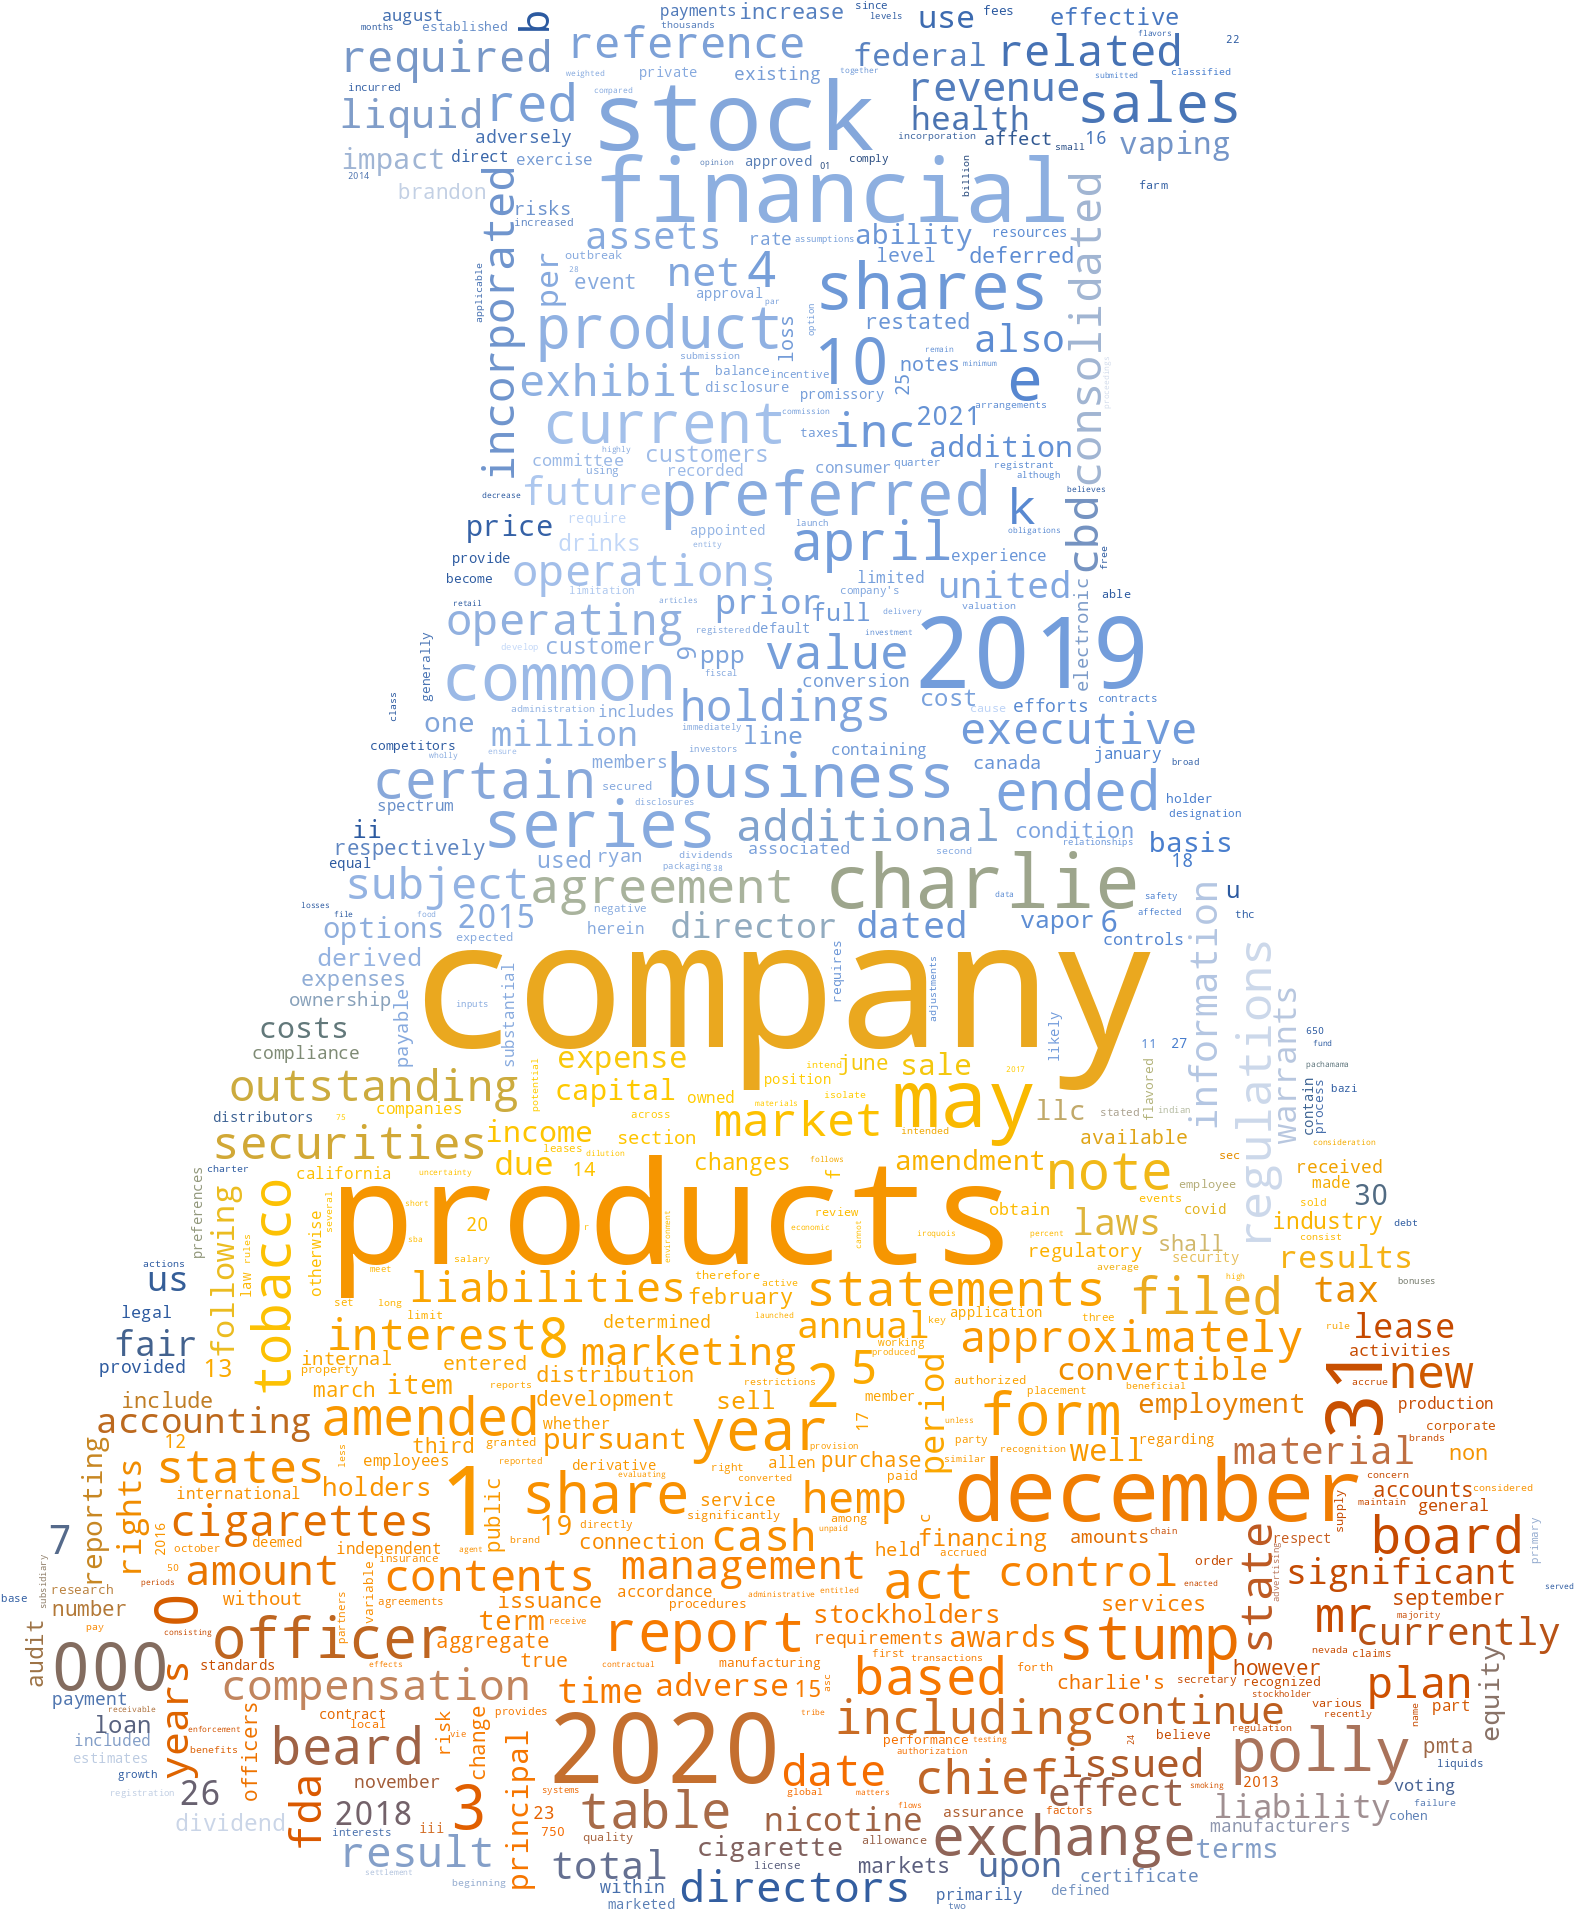 august since use fees effective
months established b payments increase levels flavors
required reference thousands federal related 22
weighted private existing together submitted classified
incurred red stock compared revenue sales
liquid health
adversely incorporation affect small 16 vaping
impact direct exercise opinion approved 01 comply
2014 brandon incorporated financial billion consolidated farm
risks increased assets rate assumptions ability resources
outbreak net 4 level deferred
per 28 event approval par shares
applicable product loss option restated
submission 10 remain also
exhibit balance incentive 25 notes minimum e proceedings
disclosure promissory arrangements
current commission taxes inc 2021
committee highly customers addition
using recorded consumer quarter registrant although
decrease future preferred k believes
price require appointed launch obligations cbd
drinks entity april experience free
provide operations limited united
become limitation company's valuation able
retail articles prior full delivery electronic
operating registered default investment 2019
generally develop customer 9 ppp value
common fiscal conversion cost contracts
class administration includes holdings cause efforts
one million immediately line executive
competitors wholly ensure investors containing canada january
certain members business broad
spectrum secured disclosures ended holder
series additional designation
ii condition
respectively used ryan dividends associated second relationships basis
equal packaging 38 18
subject agreement charlie data safety u
losses file 2015 food negative affected
options expected herein director dated vapor 6 thc
derived company requires controls information regulations
expenses inputs adjustments
ownership payable substantial warrants
costs likely 650
compliance expense intend june sale 11 27 fund
outstanding potential capital position 2017 pachamama
companies owned materials isolate may flavored contain process bazi
distributors 75 across market llc stated indian
securities income section intended available consideration
leases dilution
charter california uncertainty due 14 changes follows f amendment sec received
preferences following tobacco short products note employee made 30
several review obtain events covid sold
20 r economic laws industry debt
law rules otherwise sba environment cannot iroquois percent regulatory shall consist
actions meet salary average security results
us liabilities therefore active statements high bonuses
set long february filed tax
legal limit launched application three
fair interest 8 determined annual key approximately rule lease
provided 13 internal entered marketing working produced activities
property distribution 5 convertible 31 accrue new
march item reports restrictions 2 authorized placement beneficial
include development sell member period employment production
accounting amended whether year 17 unless form corporate
12 third granted pursuant provision party regarding brands
reporting less employees reported derivative right allen purchase recognition well material non
states evaluating converted paid similar concern
rights international holders 1 share service december accounts considered
cigarettes public significantly hemp supply maintain general
7 2016 brand 19 directly among c
october deemed independent agent connection cash unpaid financing amounts chain board primary
subsidiary 50 insurance management held accrued respect
amount contents act control order
periods accordance administrative entitled enacted state advertising significant
base research without variable agreements issuance procedures served
number 0 partners term receive stockholders services september
pay consisting requirements awards mr majority
audit officer aggregate report first transactions stump currently
000 standards effects true contractual manufacturing forth nevada claims
compensation charlie's secretary however
payment years time adverse 15 asc based recognized plan equity
receivable contract stockholder
loan local provides tribe including continue various part
included enforcement officers risk vie performance testing regulation recently name
estimates benefits beard change principal 2020 authorization 24 believe polly pmta
growth november date chief issued 2013 liquids
registration 26 fda 3 systems global matters smoking voting
dividend 2018 table flows effect liability failure
interests iii 23 assurance factors cohen
750 nicotine manufacturers
result quality cigarette allowance exchange terms
settlement total license markets upon
beginning within certificate
marketed directors primarily defined
two